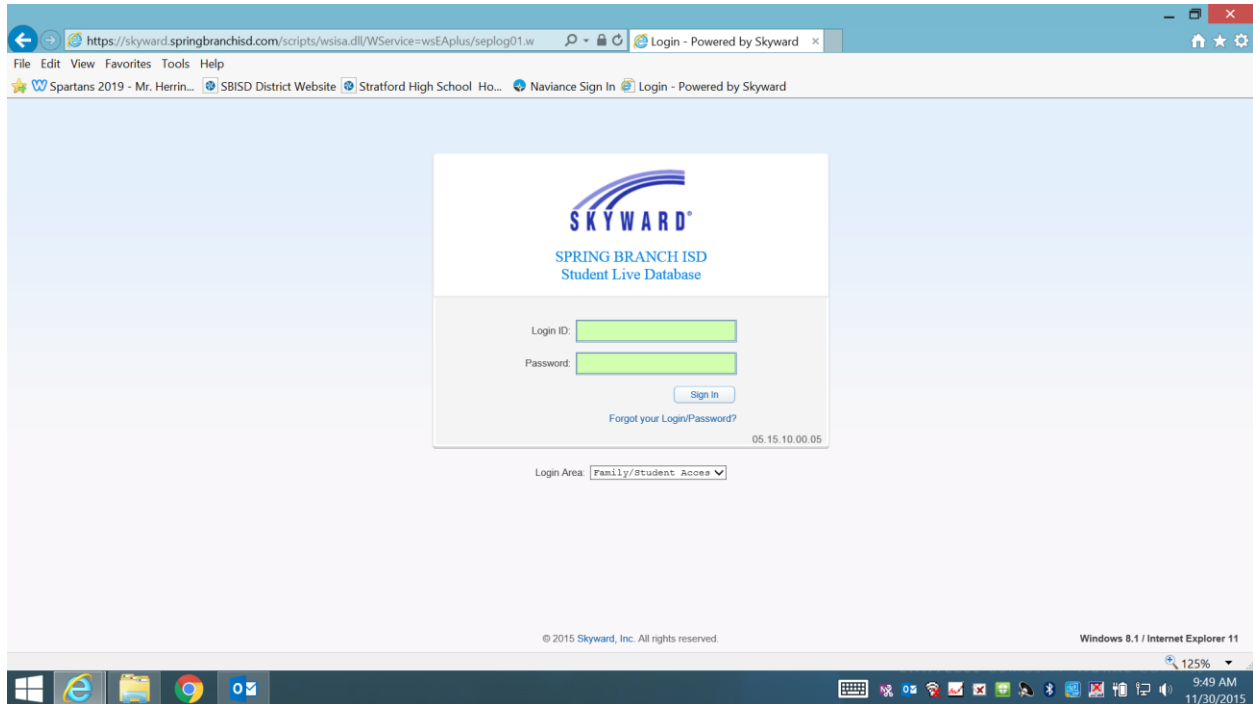 https://skyward.springbranchisd.com/scripts/wsisa.dll/WService=wsEAplus/seplog01.w
Login - Powered by Skyward
File Edit View Favorites Tools Help
Spartans 2019 - Mr. Herrin... SBISD District Website Stratford High School Ho... Naviance Sign In Login - Powered by Skyward
SKYWARD®
SPRING BRANCH ISD
Student Live Database
Login ID:
Password:
Sign In
Forgot your Login/Password?
05.15.10.00.05
Login Area: Family/Student Acces
© 2015 Skyward, Inc. All rights reserved.
Windows 8.1 / Internet Explorer 11
125%
9:49 AM
11/30/2015